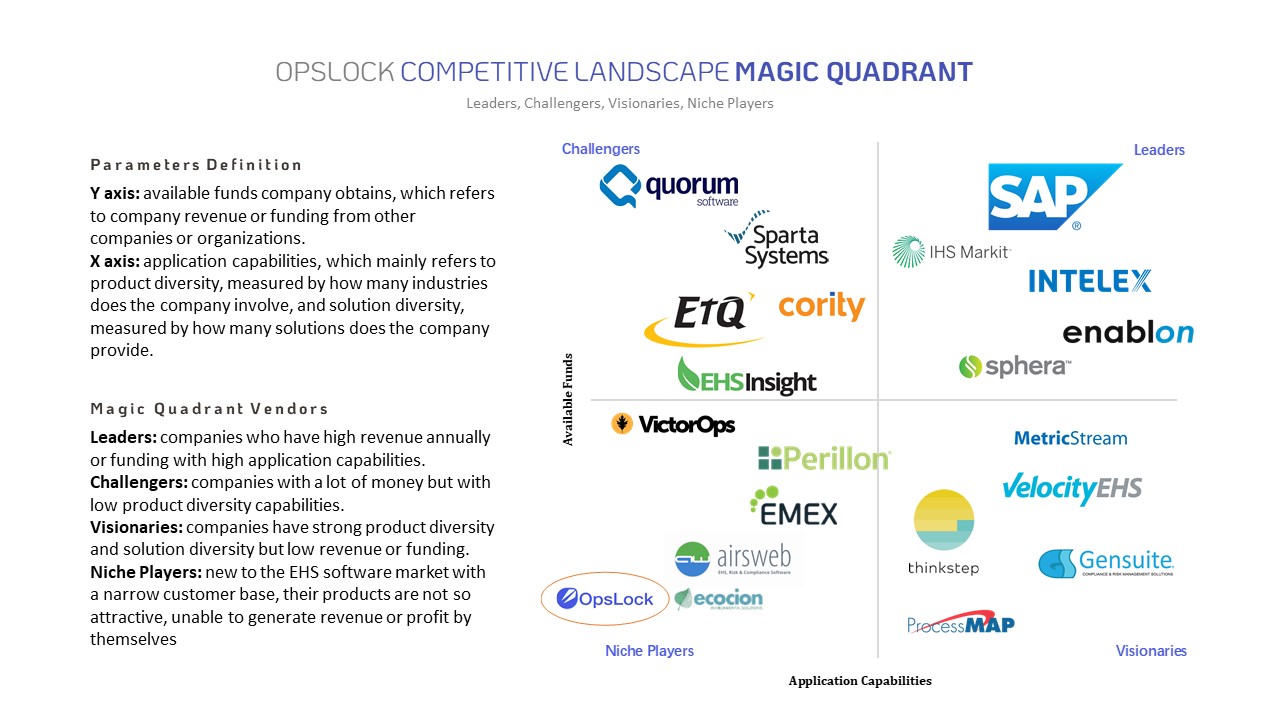 OPSLOCK COMPETITIVE LANDSCAPE MAGIC QUADRANT
Leaders, Challengers, Visionaries, Niche Players
Parameters Definition
Y axis: available funds company obtains, which refers
to company revenue or funding from other
companies or organizations.
X axis: application capabilities, which mainly refers to
product diversity, measured by how many industries
does the company involve, and solution diversity,
measured by how many solutions does the company
provide.
Magic Quadrant Vendors
Leaders: companies who have high revenue annually
or funding with high application capabilities.
Challengers: companies with a lot of money but with
low product diversity capabilities.
Visionaries: companies have strong product diversity
and solution diversity but low revenue or funding.
Niche Players: new to the EHS software market with
a narrow customer base, their products are not so
attractive, unable to generate revenue or profit by
themselves
Challengers
quorum
software
Sparta
Systems
ETQ
cority
EHSInsight
Leaders
SAP®
IHS Markit
INTELEX
enablon
sphera™
Available Funds
VictorOps
Perillon
EMEX
airsweb
EHS, Risk & Compliance Software
OpsLock
ecocion
ENVIRONMENTAL SOLUTIONS
Niche Players
MetricStream
VelocityEHS
thinkstep
Gensuite
COMPLIANCE & RISK MANAGEMENT SOLUTIONS
ProcessMAP
Visionaries
Application Capabilities